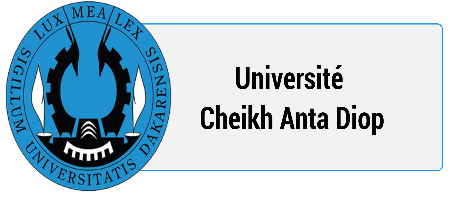 LUX MEA LEX
SIGILLUM UNIVERSITATIS DAKARENSIS
Université
Cheikh Anta Diop